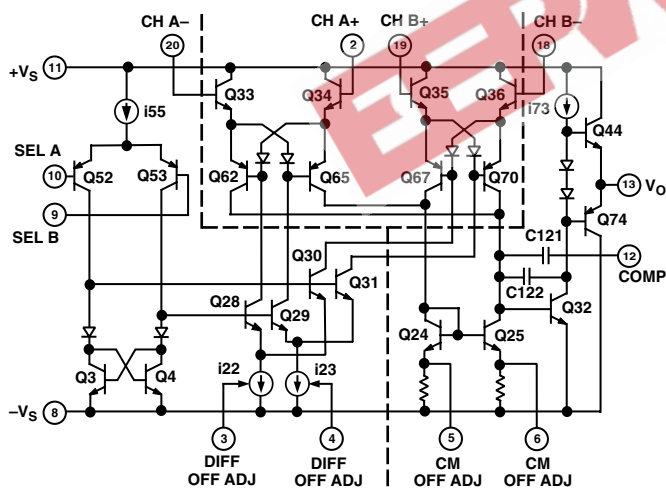 CH A– CH A+ CH B+ CH B–
20 2 19 18
+VS 11
Q33 Q34 Q35 Q36
i55 i73 Q44
SEL A
10 Q52 Q53 Q62 Q65 Q67 Q70
13 VO
9 Q74
SEL B
C121
12
Q30 COMP
Q31 C122
Q28 Q29 Q32
Q24 Q25
Q3 Q4 i22 i23
–VS 8
3 4 5 6
DIFF DIFF CM CM
OFF ADJ OFF ADJ OFF ADJ OFF ADJ